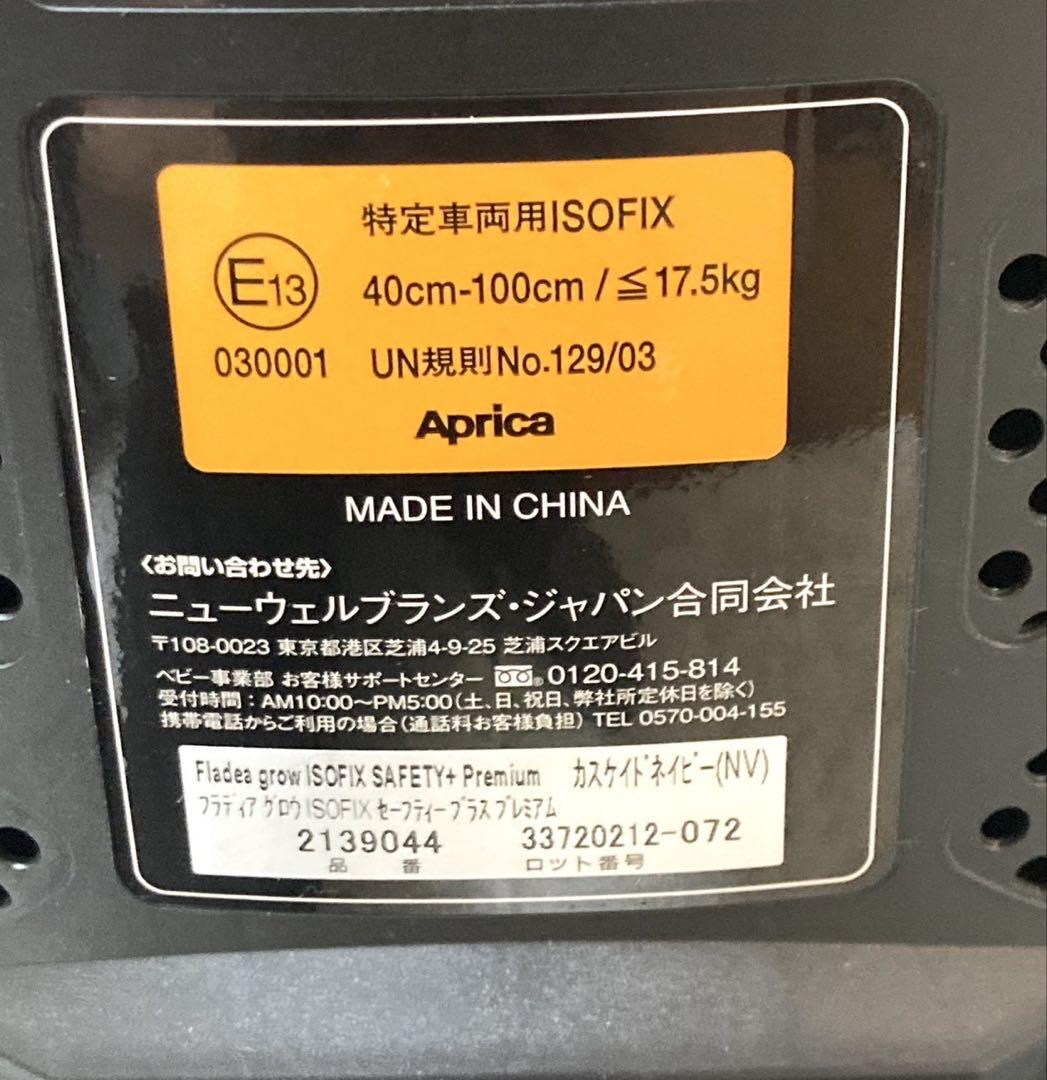 特定車両用ISOFIX
E13
40cm-100cm / ≦17.5kg
030001 UN規則No.129/03
Aprica
MADE IN CHINA
〈お問い合わせ先〉
ニューウェルブランズ・ジャパン合同会社
〒108-0023 東京都港区芝浦4-9-25 芝浦スクエアビル
ベビー事業部 お客様サポートセンター 0120-415-814
受付時間：AM10:00〜PM5:00（土、日、祝日、弊社所定休日を除く）
携帯電話からご利用の場合（通話料お客様負担） TEL 0570-004-155
Fladea grow ISOFIX SAFETY+ Premium カスケイドネイビー(NV)
フラディア グロウ ISOFIX セーフティー プラス プレミアム
2139044 33720212-072
品番 ロット番号